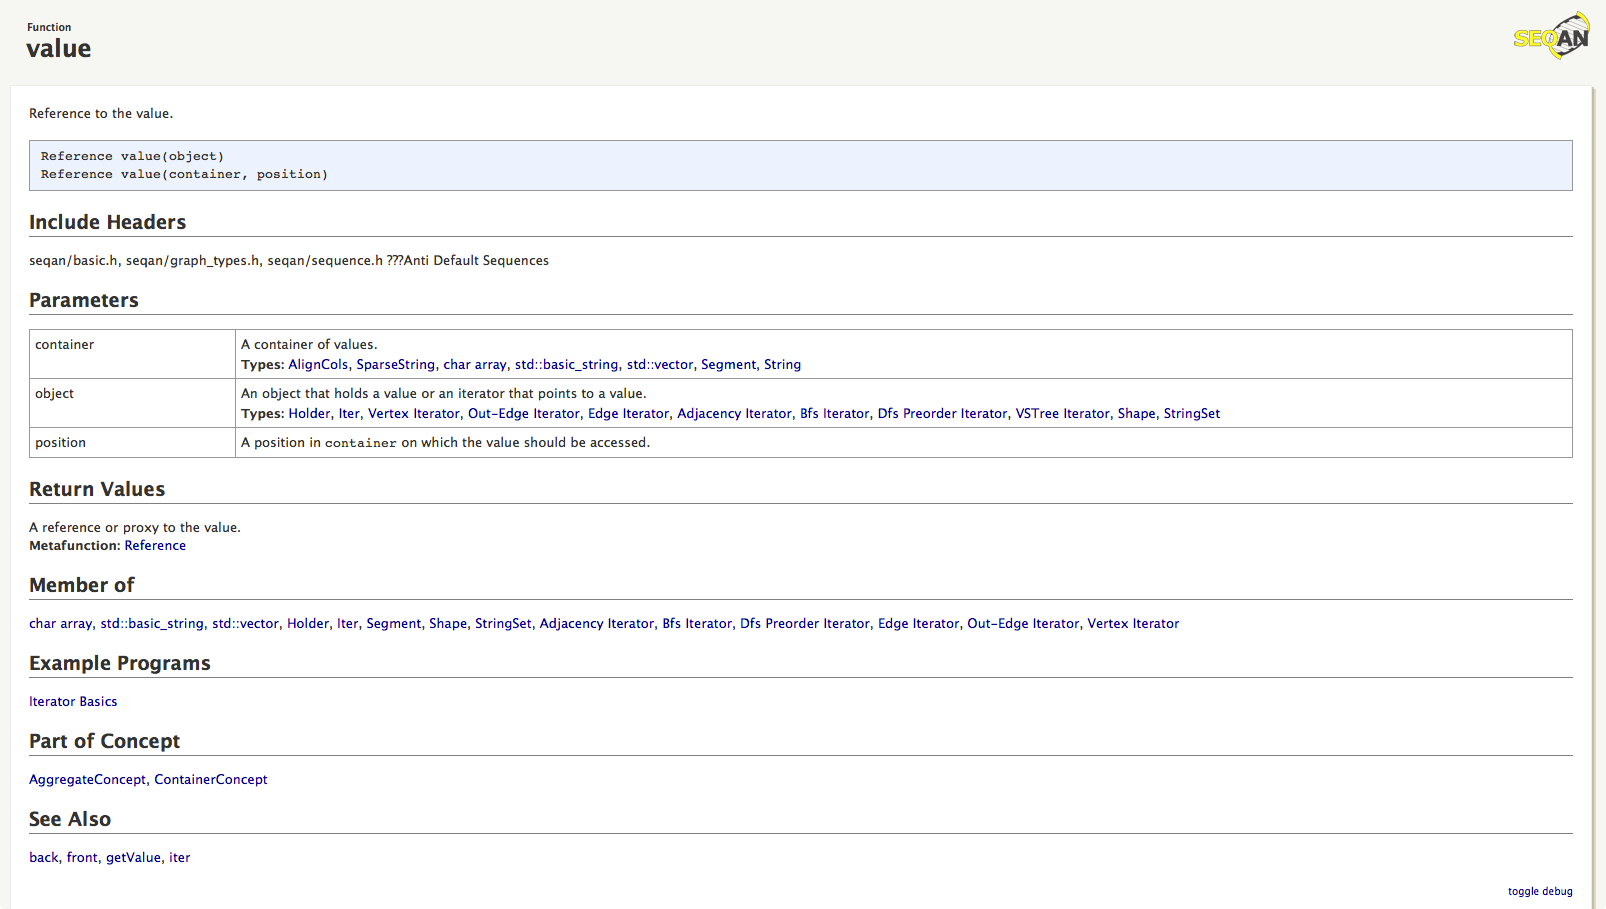 Function
value
SEQAN
Reference to the value.
Reference value(object)
Reference value(container, position)
Include Headers
seqan/basic.h, seqan/graph_types.h, seqan/sequence.h ???Anti Default Sequences
Parameters
container
A container of values.
Types: AlignCols, SparseString, char array, std::basic_string, std::vector, Segment, String
object
An object that holds a value or an iterator that points to a value.
Types: Holder, Iter, Vertex Iterator, Out-Edge Iterator, Edge Iterator, Adjacency Iterator, Bfs Iterator, Dfs Preorder Iterator, VSTree Iterator, Shape, StringSet
position
A position in container on which the value should be accessed.
Return Values
A reference or proxy to the value.
Metafunction: Reference
Member of
char array, std::basic_string, std::vector, Holder, Iter, Segment, Shape, StringSet, Adjacency Iterator, Bfs Iterator, Dfs Preorder Iterator, Edge Iterator, Out-Edge Iterator, Vertex Iterator
Example Programs
Iterator Basics
Part of Concept
AggregateConcept, ContainerConcept
See Also
back, front, getValue, iter
toggle debug